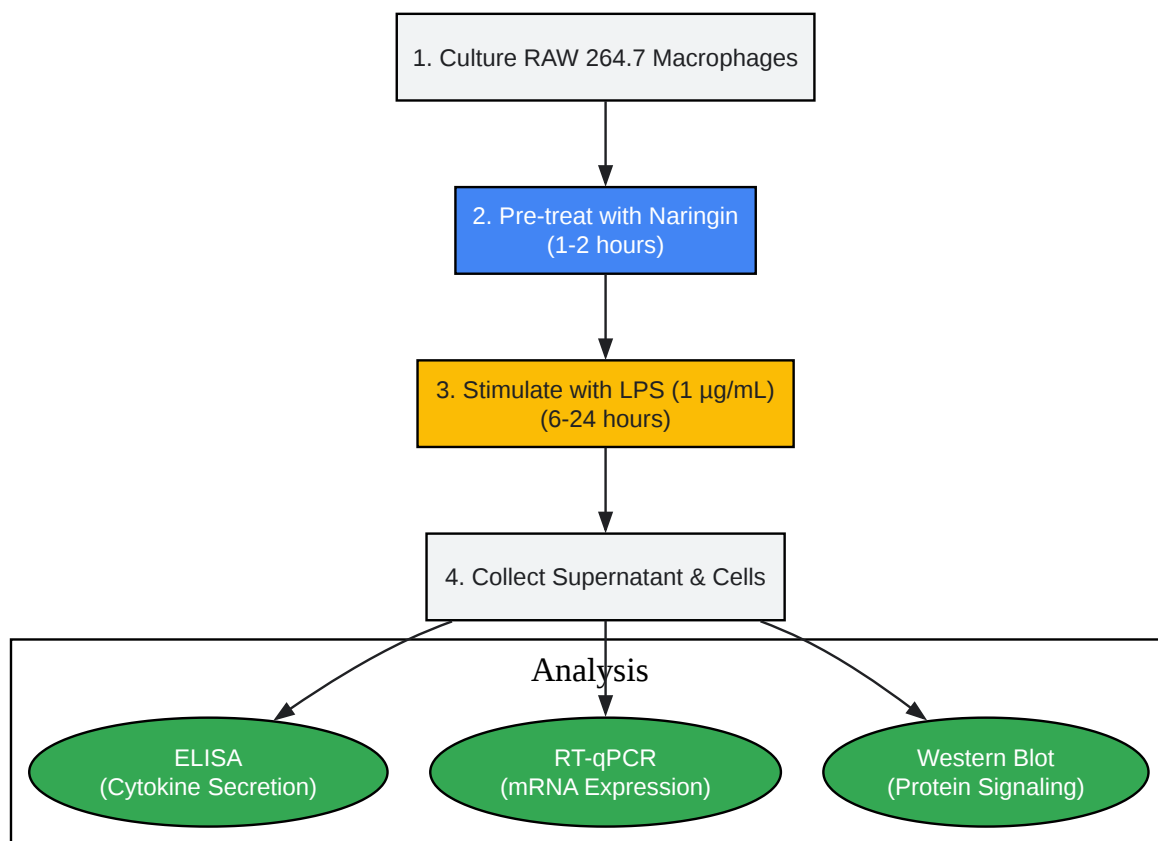 1. Culture RAW 264.7 Macrophages
2. Pre-treat with Naringin
(1-2 hours)
3. Stimulate with LPS (1 µg/mL)
(6-24 hours)
4. Collect Supernatant & Cells
Analysis
ELISA
(Cytokine Secretion)
RT-qPCR
(mRNA Expression)
Western Blot
(Protein Signaling)